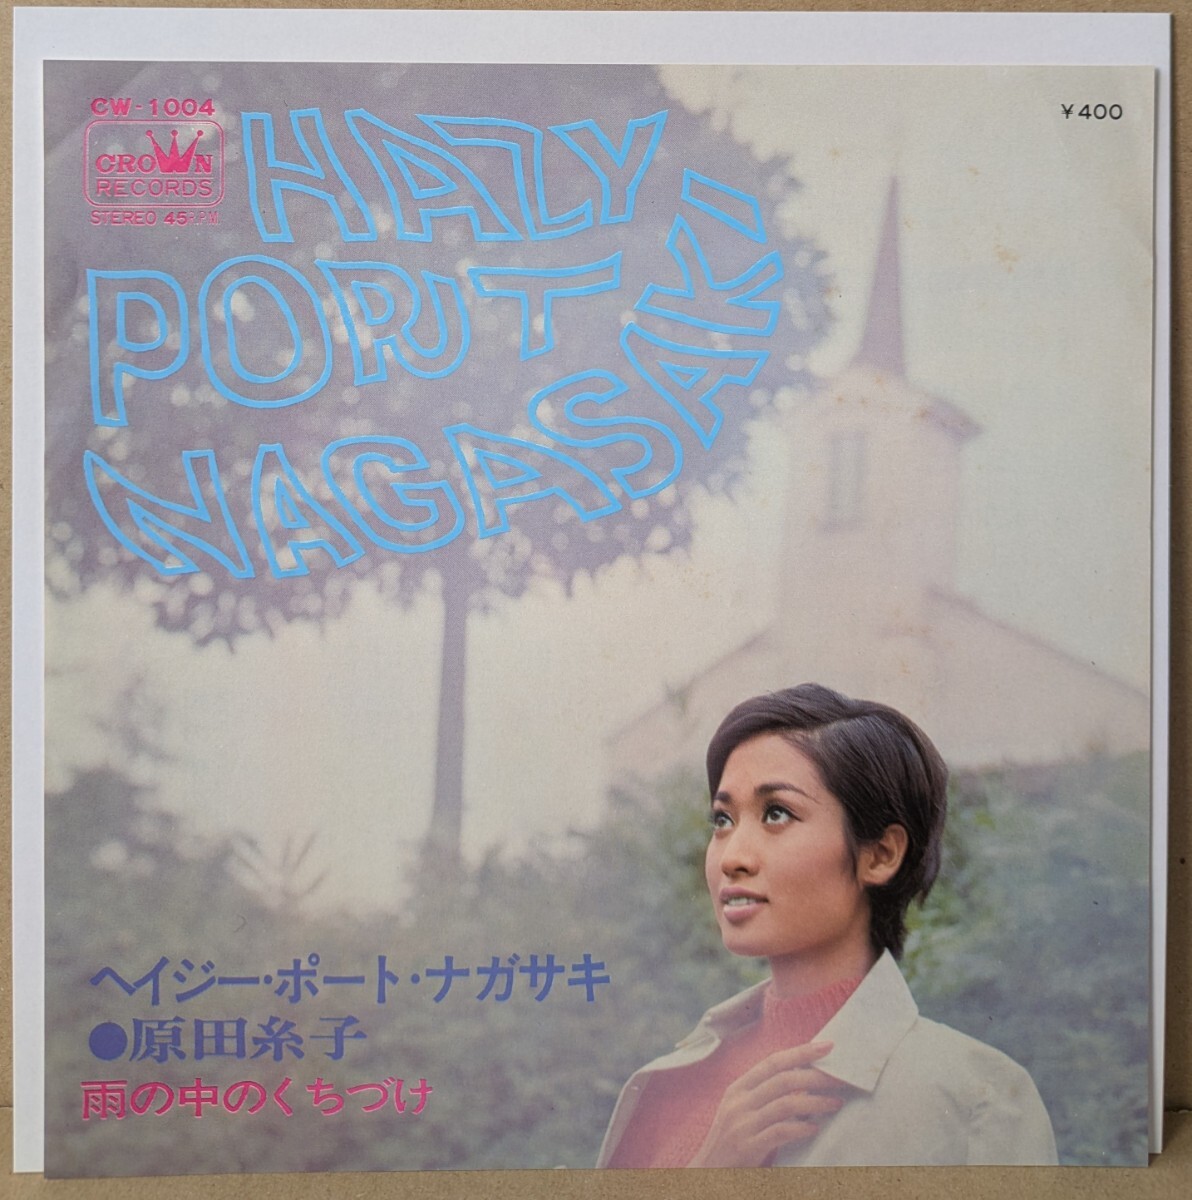 CW-1004
CROWN
RECORDS
STEREO 45 R.P.M.
¥400
HAZY
PORT
NAGASAKI
ヘイジー・ポート・ナガサキ
●原田糸子
雨の中のくちづけ